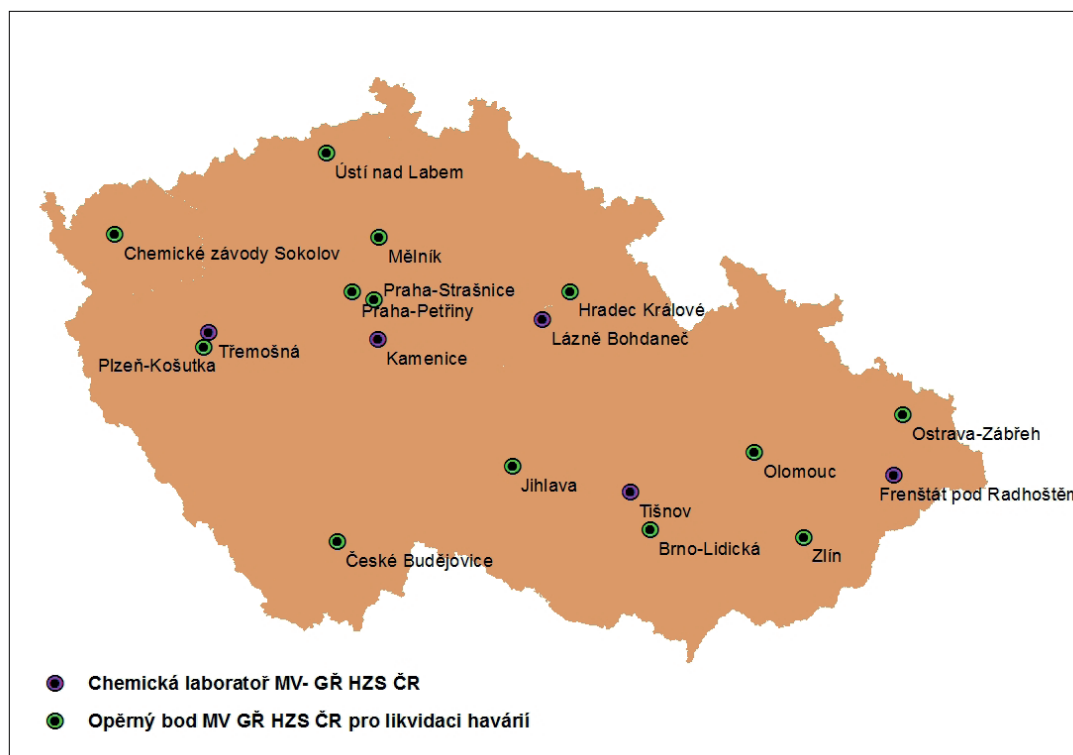 Ústí nad Labem
Chemické závody Sokolov
Mělník
Praha-Strašnice
Praha-Petřiny
Hradec Králové
Lázně Bohdaneč
Třemošná
Kamenice
Plzeň-Košutka
Ostrava-Zábřeh
Olomouc
Jihlava
Frenštát pod Radhoštěm
Tišnov
Brno-Lidická
Zlín
České Budějovice
Chemická laboratoř MV- GŘ HZS ČR
Opěrný bod MV GŘ HZS ČR pro likvidaci havárií